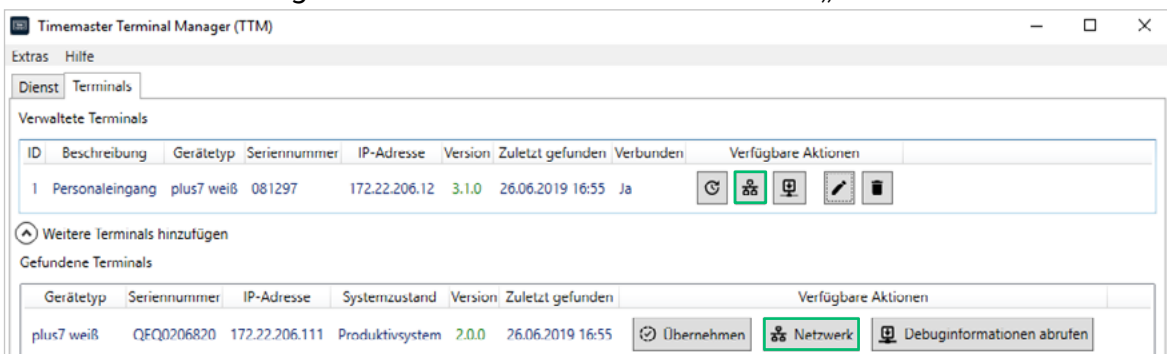 Timemaster Terminal Manager (TTM)
Extras Hilfe
Dienst Terminals
Verwaltete Terminals
ID Beschreibung Gerätetyp Seriennummer IP-Adresse Version Zuletzt gefunden Verbunden Verfügbare Aktionen
1 Personaleingang plus7 weiß 081297 172.22.206.12 3.1.0 26.06.2019 16:55 Ja
Weitere Terminals hinzufügen
Gefundene Terminals
Gerätetyp Seriennummer IP-Adresse Systemzustand Version Zuletzt gefunden Verfügbare Aktionen
plus7 weiß QEQ0206820 172.22.206.111 Produktivsystem 2.0.0 26.06.2019 16:55 Übernehmen Netzwerk Debuginformationen abrufen